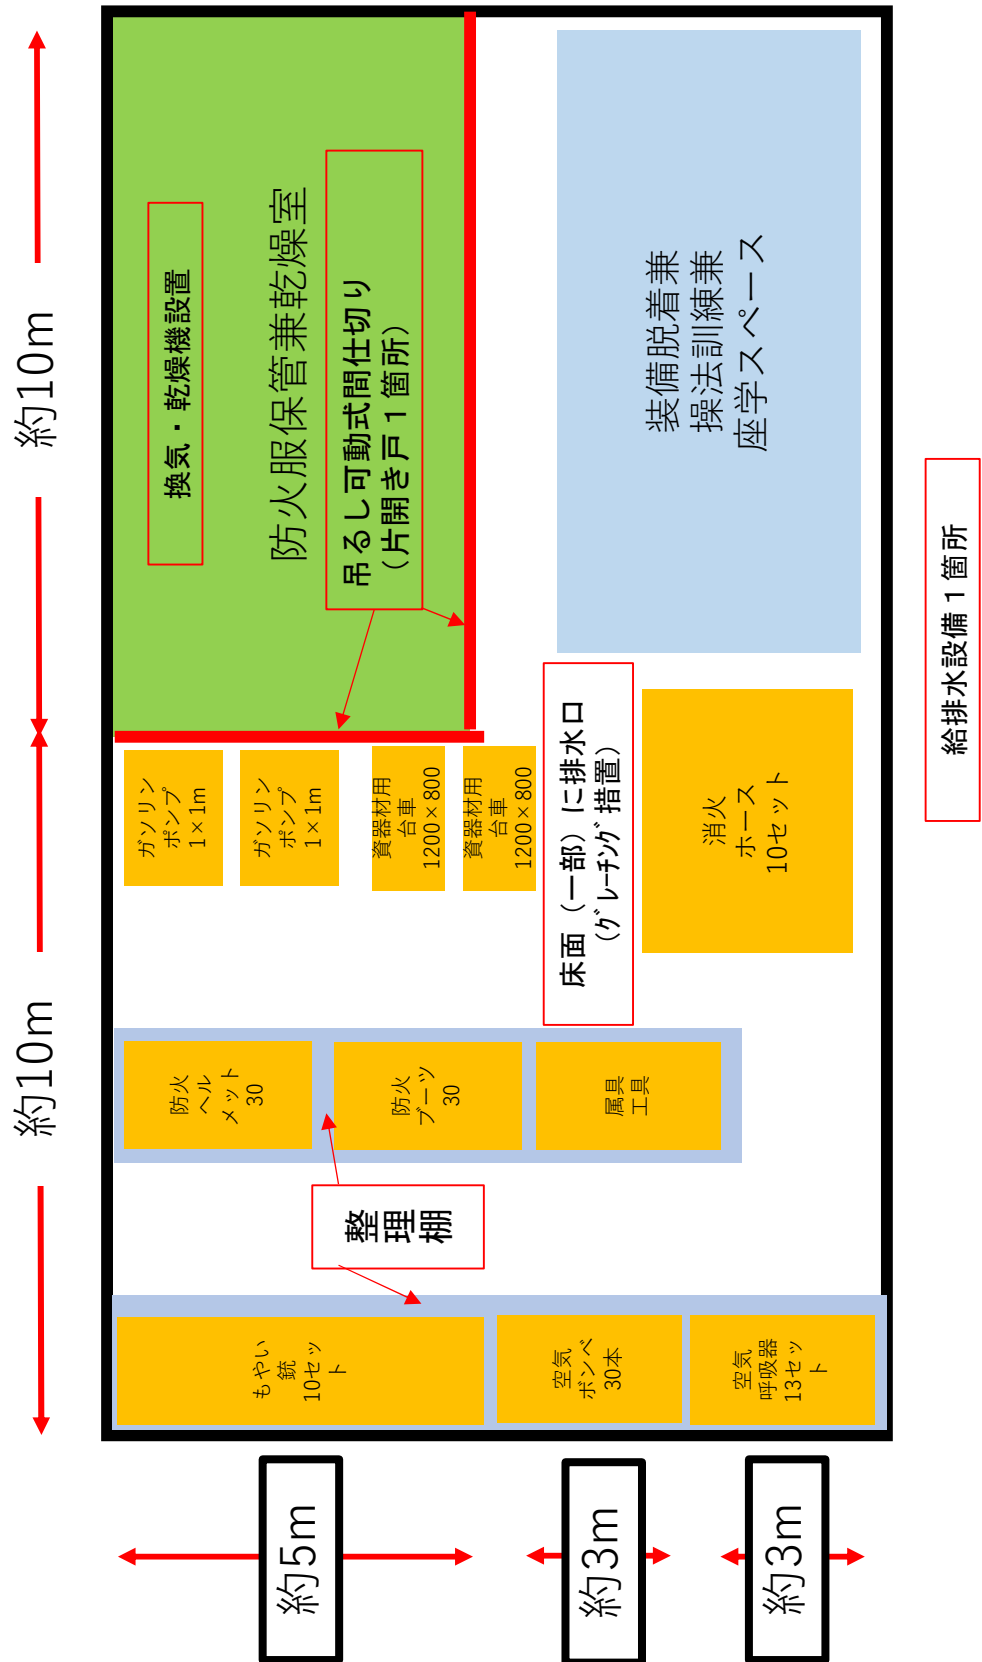 約10m
約10m
約5m
約3m
約3m
もやい
銃
10セッ
ト
空気
ボンベ
30本
空気
呼吸器
13セッ
ト
整理棚
防火
ヘル
メット
30
防火
ブーツ
30
属具
工具
ガソリン
ポンプ
1×1m
ガソリン
ポンプ
1×1m
資器材用
台車
1200×800
資器材用
台車
1200×800
床面（一部）に排水口
(ｸﾞﾚｰﾁﾝｸﾞ措置)
消火
ホース
10セット
換気・乾燥機設置
防火服保管兼乾燥室
吊るし可動式間仕切り
（片開き戸１箇所）
装備脱着兼
操法訓練兼
座学スペース
給排水設備１箇所